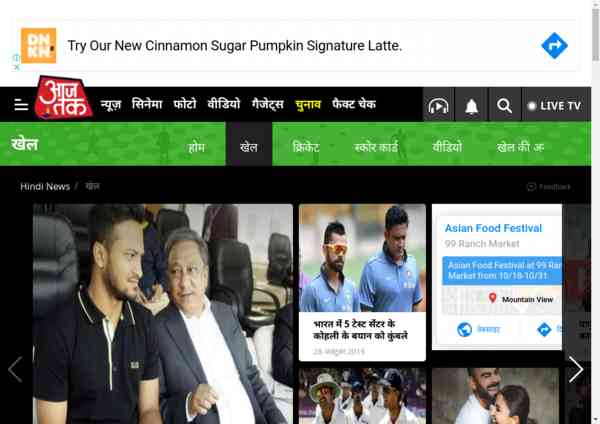 DN
KN
Try Our New Cinnamon Sugar Pumpkin Signature Latte.
आज
तक
न्यूज़ सिनेमा फोटो वीडियो गैजेट्स चुनाव फैक्ट चेक
LIVE TV
खेल
होम खेल क्रिकेट स्कोर कार्ड वीडियो खेल की अ
Hindi News / खेल
Feedback
भारत में 5 टेस्ट सेंटर के
कोहली के बयान को कुंबले
28 अक्टूबर 2019
Asian Food Festival
99 Ranch Market
Asian Food Festival at 99 Ran
Market from 10/18-10/31
Mountain View
वेबसाइट